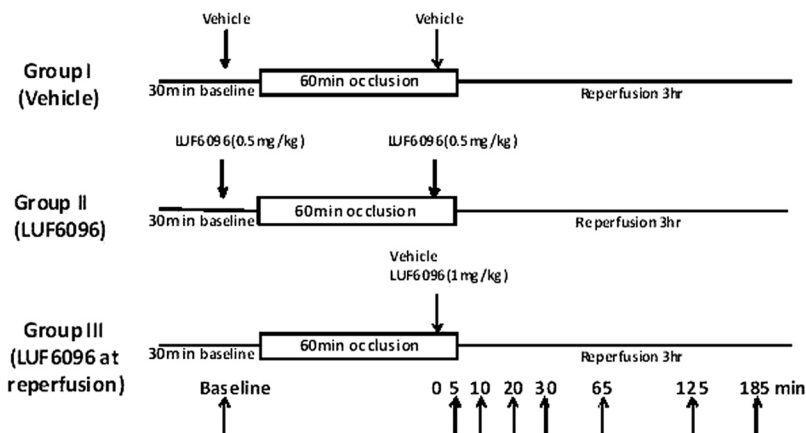 Vehicle Vehicle
Group I
(Vehicle)
60min occlusion
30min baseline
Reperfusion 3hr
LUF6096(0.5mg/kg) LUF6096(0.5mg/kg)
Group II
(LUF6096)
60min occlusion
30min baseline
Reperfusion 3hr
Vehicle
LUF6096(1mg/kg)
Group III
(LUF6096 at
reperfusion)
60min occlusion
30min baseline
Reperfusion 3hr
Baseline 0 5 10 20 30 65 125 185 min